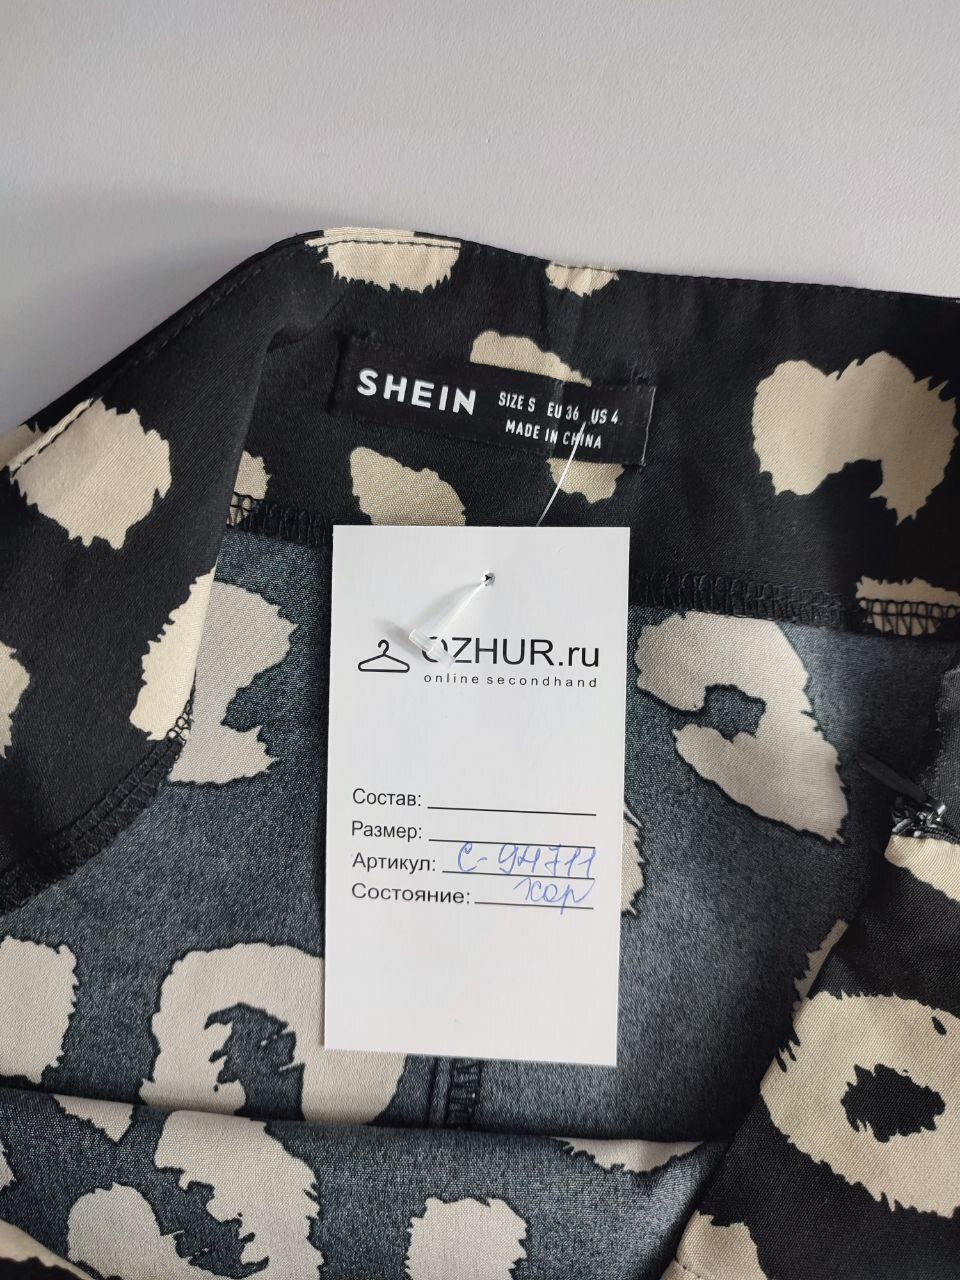 SHEIN SIZE S EU 36 US 4
MADE IN CHINA
OZHUR.ru
online secondhand
Состав:
Размер:
Артикул: С-94711
Состояние: хор